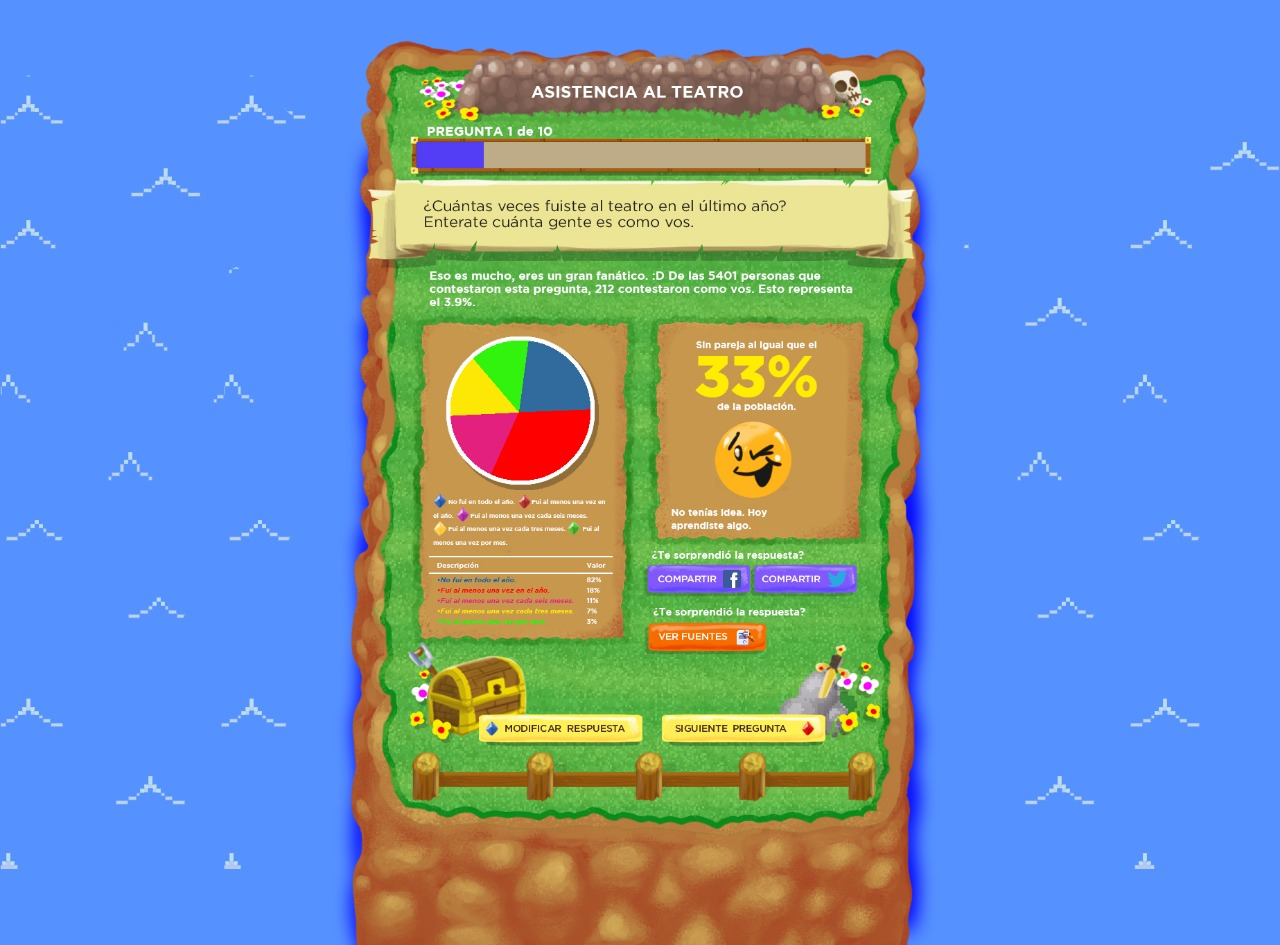 ASISTENCIA AL TEATRO
PREGUNTA 1 de 10
¿Cuántas veces fuiste al teatro en el último año?
Enterate cuánta gente es como vos.
Eso es mucho, eres un gran fanático. :D De las 5401 personas que
contestaron esta pregunta, 212 contestaron como vos. Esto representa
el 3.9%.
No fui en todo el año. Fui al menos una vez en
el año. Fui al menos una vez cada seis meses.
Fui al menos una vez cada tres meses. Fui al
menos una vez por mes.
Descripción Valor
•No fui en todo el año. 82%
•Fui al menos una vez en el año. 18%
•Fui al menos una vez cada seis meses. 11%
•Fui al menos una vez cada tres meses. 7%
3%
Sin pareja al igual que el
33%
de la población.
No tenías idea. Hoy
aprendiste algo.
¿Te sorprendió la respuesta?
COMPARTIR COMPARTIR
¿Te sorprendió la respuesta?
VER FUENTES
MODIFICAR RESPUESTA SIGUIENTE PREGUNTA